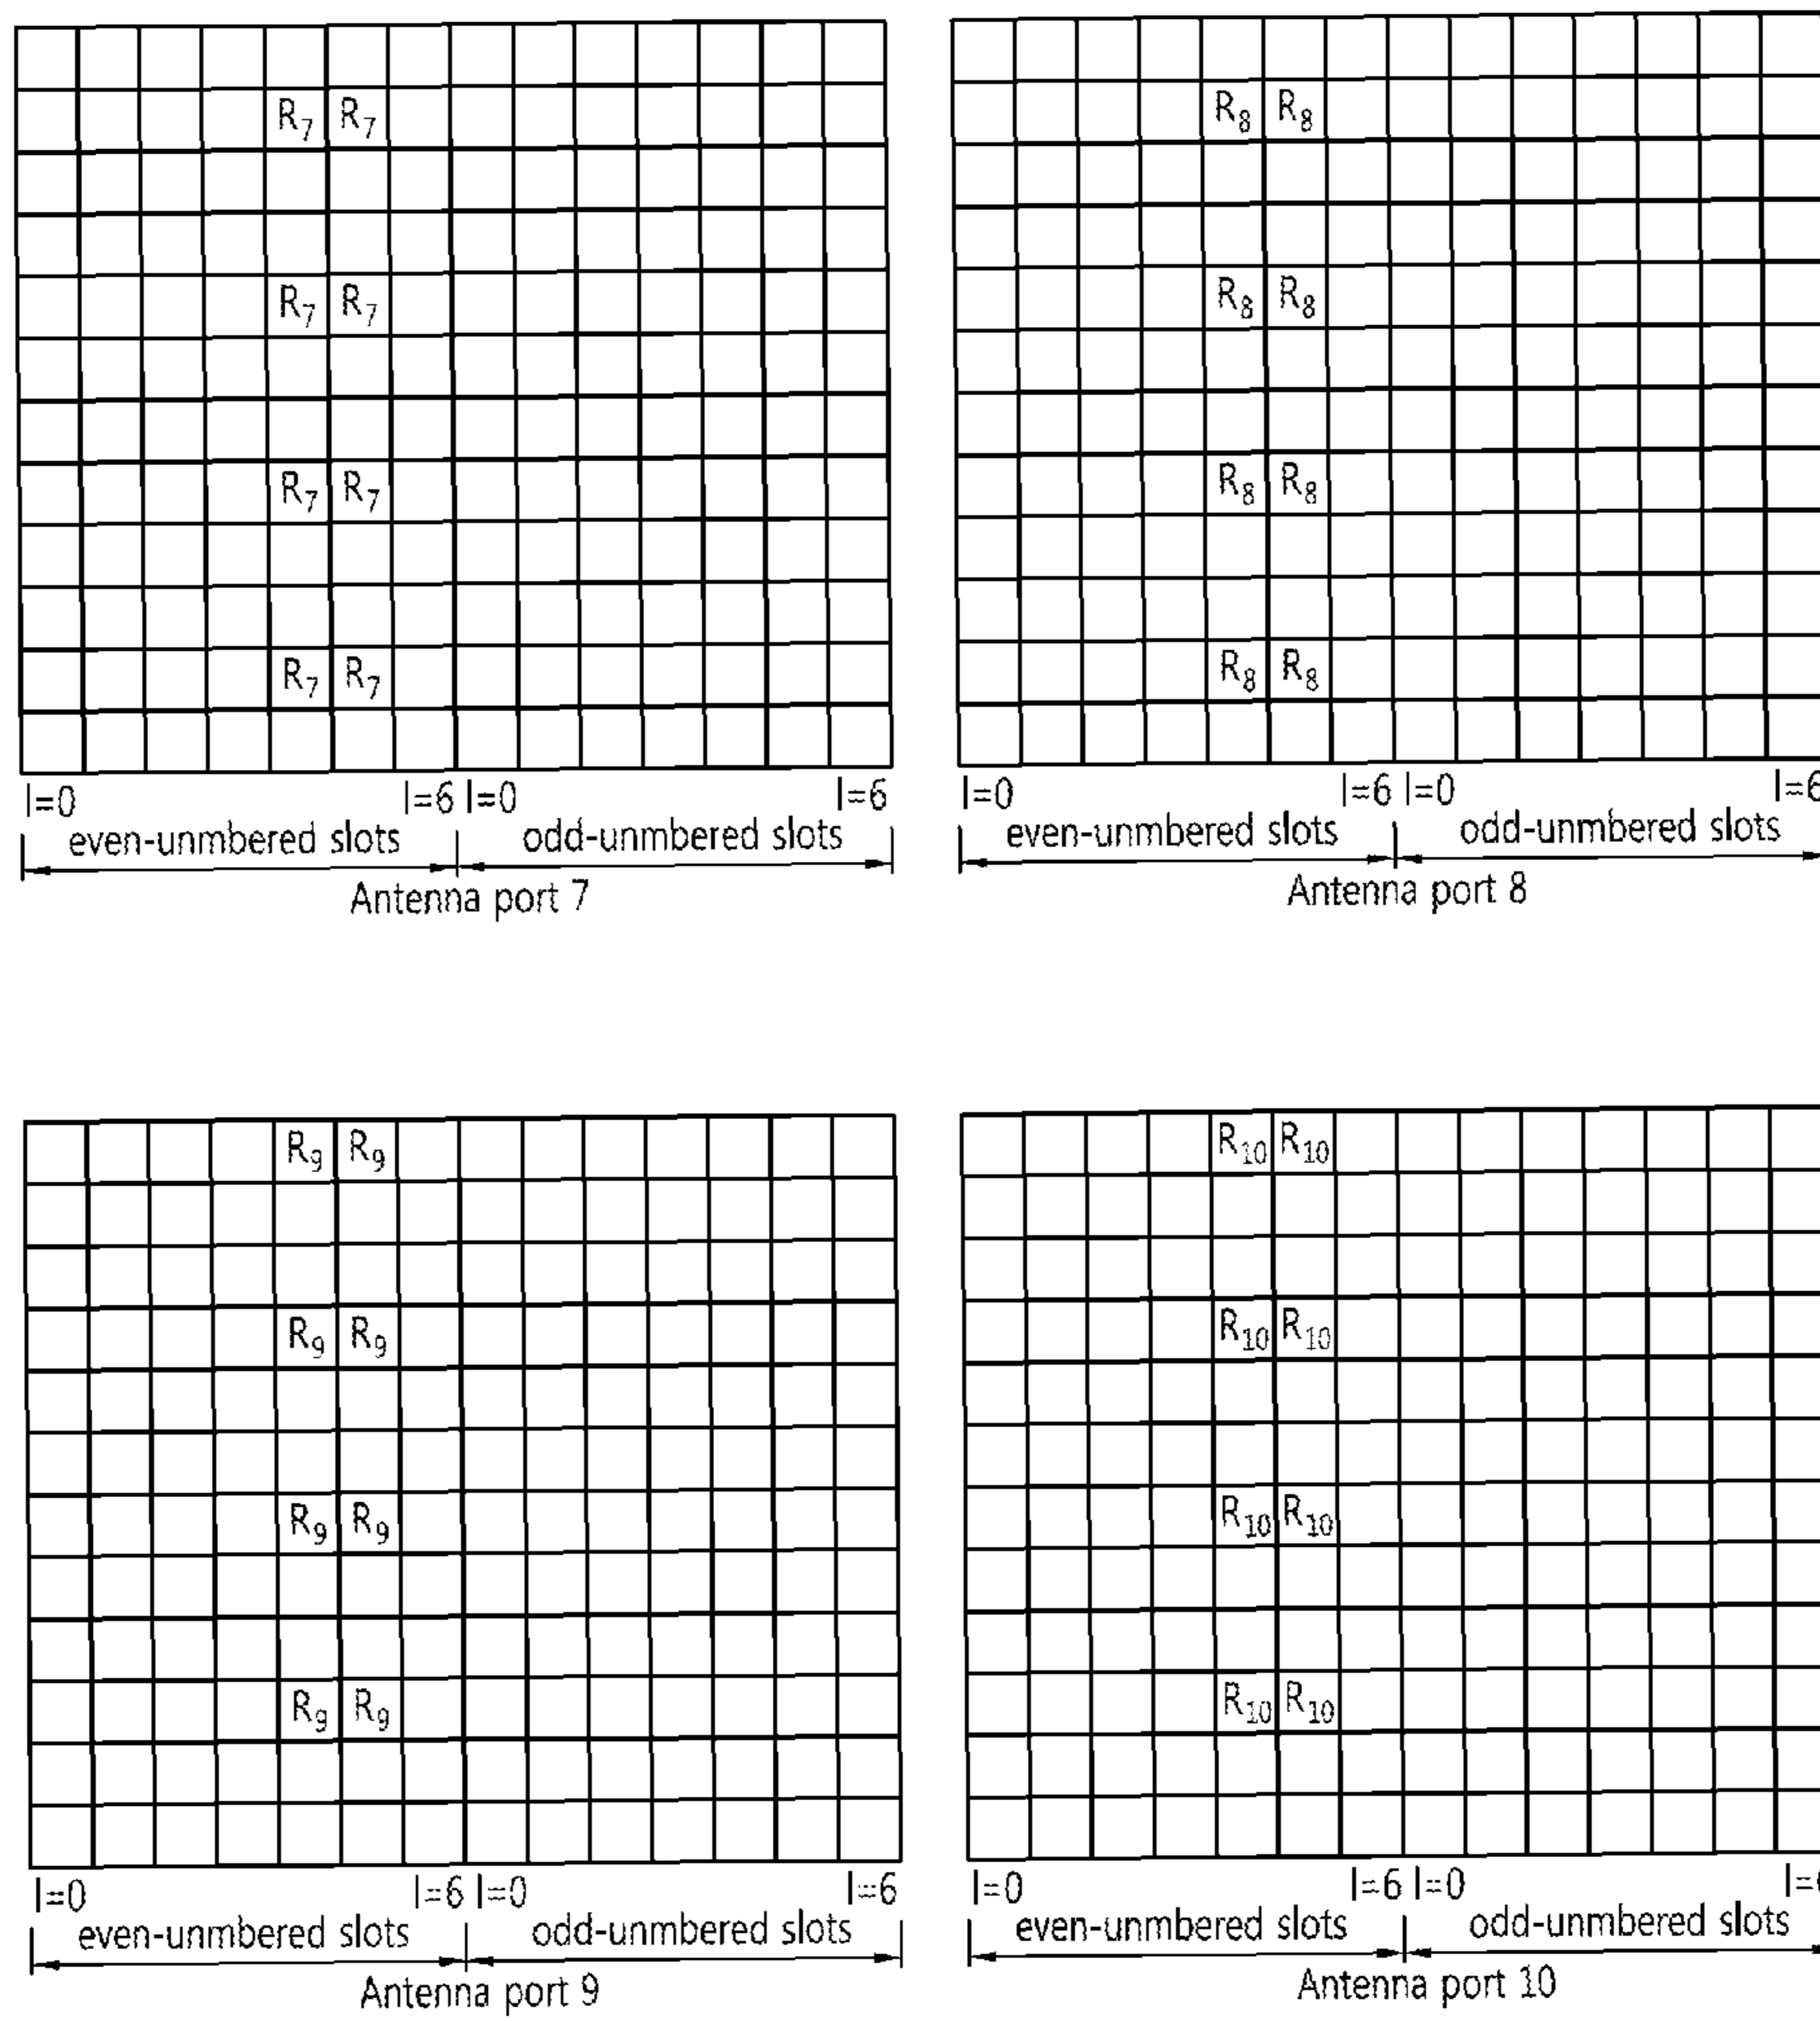 R7 R7
R7 R7
R7 R7
R7 R7
l=0 l=6 l=0 l=6
even-unmbered slots odd-unmbered slots
Antenna port 7
R8 R8
R8 R8
R8 R8
R8 R8
l=0 l=6 l=0 l=6
even-unmbered slots odd-unmbered slots
Antenna port 8
R9 R9
R9 R9
R9 R9
R9 R9
l=0 l=6 l=0 l=6
even-unmbered slots odd-unmbered slots
Antenna port 9
R10 R10
R10 R10
R10 R10
R10 R10
l=0 l=6 l=0
even-unmbered slots odd-unmbered slots
Antenna port 10